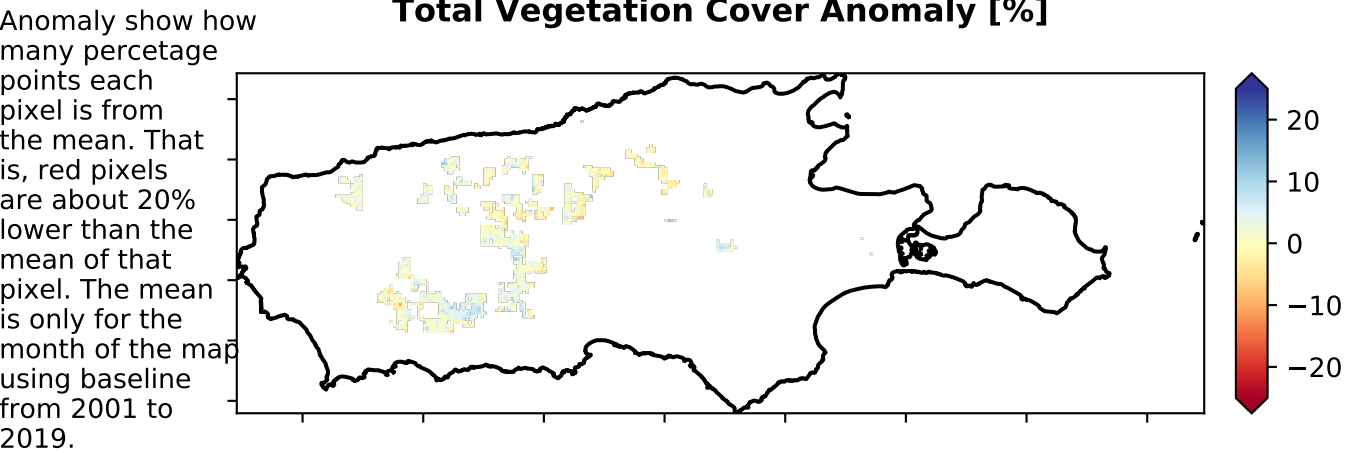 Total Vegetation Cover Anomaly [%]
Anomaly show how
many percetage
points each
pixel is from
the mean. That
is, red pixels
are about 20%
lower than the
mean of that
pixel. The mean
is only for the
month of the map
using baseline
from 2001 to
2019.
20
10
0
−10
−20